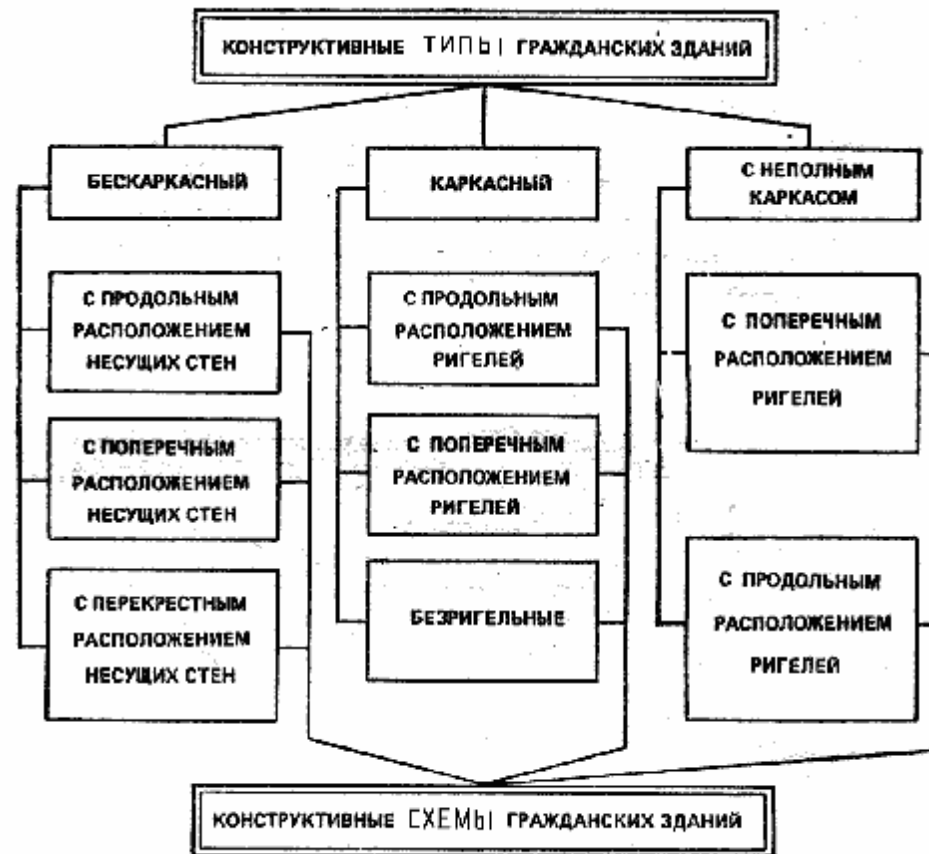 КОНСТРУКТИВНЫЕ ТИПЫ ГРАЖДАНСКИХ ЗДАНИЙ
БЕСКАРКАСНЫЙ
С ПРОДОЛЬНЫМ
РАСПОЛОЖЕНИЕМ
НЕСУЩИХ СТЕН
С ПОПЕРЕЧНЫМ
РАСПОЛОЖЕНИЕМ
НЕСУЩИХ СТЕН
С ПЕРЕКРЕСТНЫМ
РАСПОЛОЖЕНИЕМ
НЕСУЩИХ СТЕН
КАРКАСНЫЙ
С ПРОДОЛЬНЫМ
РАСПОЛОЖЕНИЕМ
РИГЕЛЕЙ
С ПОПЕРЕЧНЫМ
РАСПОЛОЖЕНИЕМ
РИГЕЛЕЙ
БЕЗРИГЕЛЬНЫЕ
С НЕПОЛНЫМ
КАРКАСОМ
С ПОПЕРЕЧНЫМ
РАСПОЛОЖЕНИЕМ
РИГЕЛЕЙ
С ПРОДОЛЬНЫМ
РАСПОЛОЖЕНИЕМ
РИГЕЛЕЙ
КОНСТРУКТИВНЫЕ СХЕМЫ ГРАЖДАНСКИХ ЗДАНИЙ